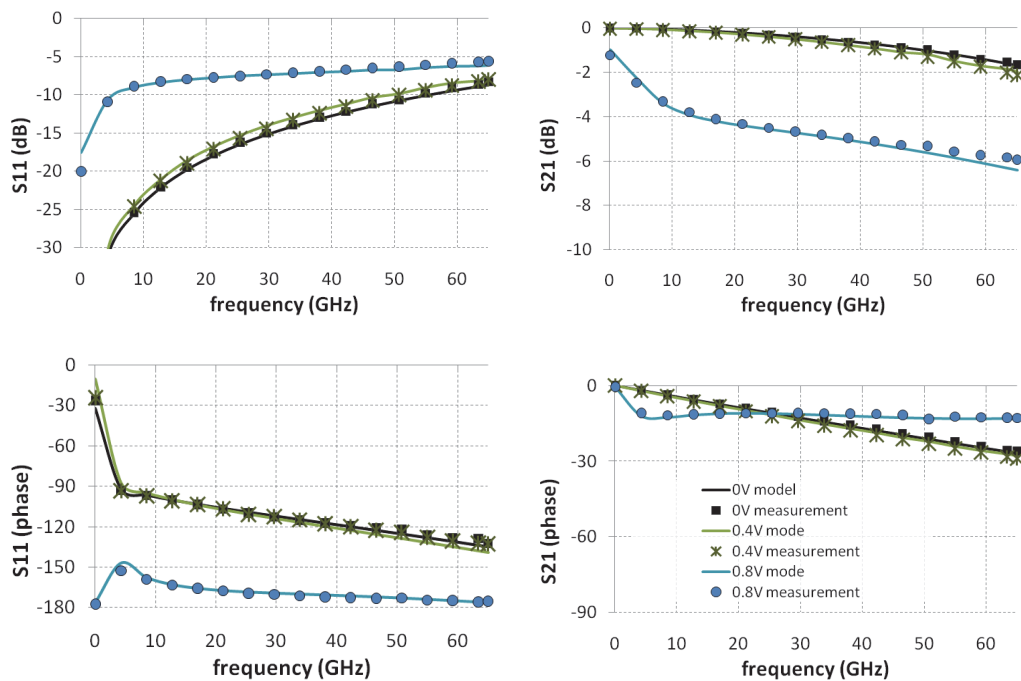 0
-5
-10
-15
-20
-25
-30
S11 (dB)
0 10 20 30 40 50 60
frequency (GHz)
0
-2
-4
-6
-8
-10
S21 (dB)
0 10 20 30 40 50 60
frequency (GHz)
0
-30
-60
-90
-120
-150
-180
S11 (phase)
0 10 20 30 40 50 60
frequency (GHz)
0
-30
-60
-90
S21 (phase)
0V model
0V measurement
0.4V mode
0.4V measurement
0.8V mode
0.8V measurement
0 10 20 30 40 50 60
frequency (GHz)